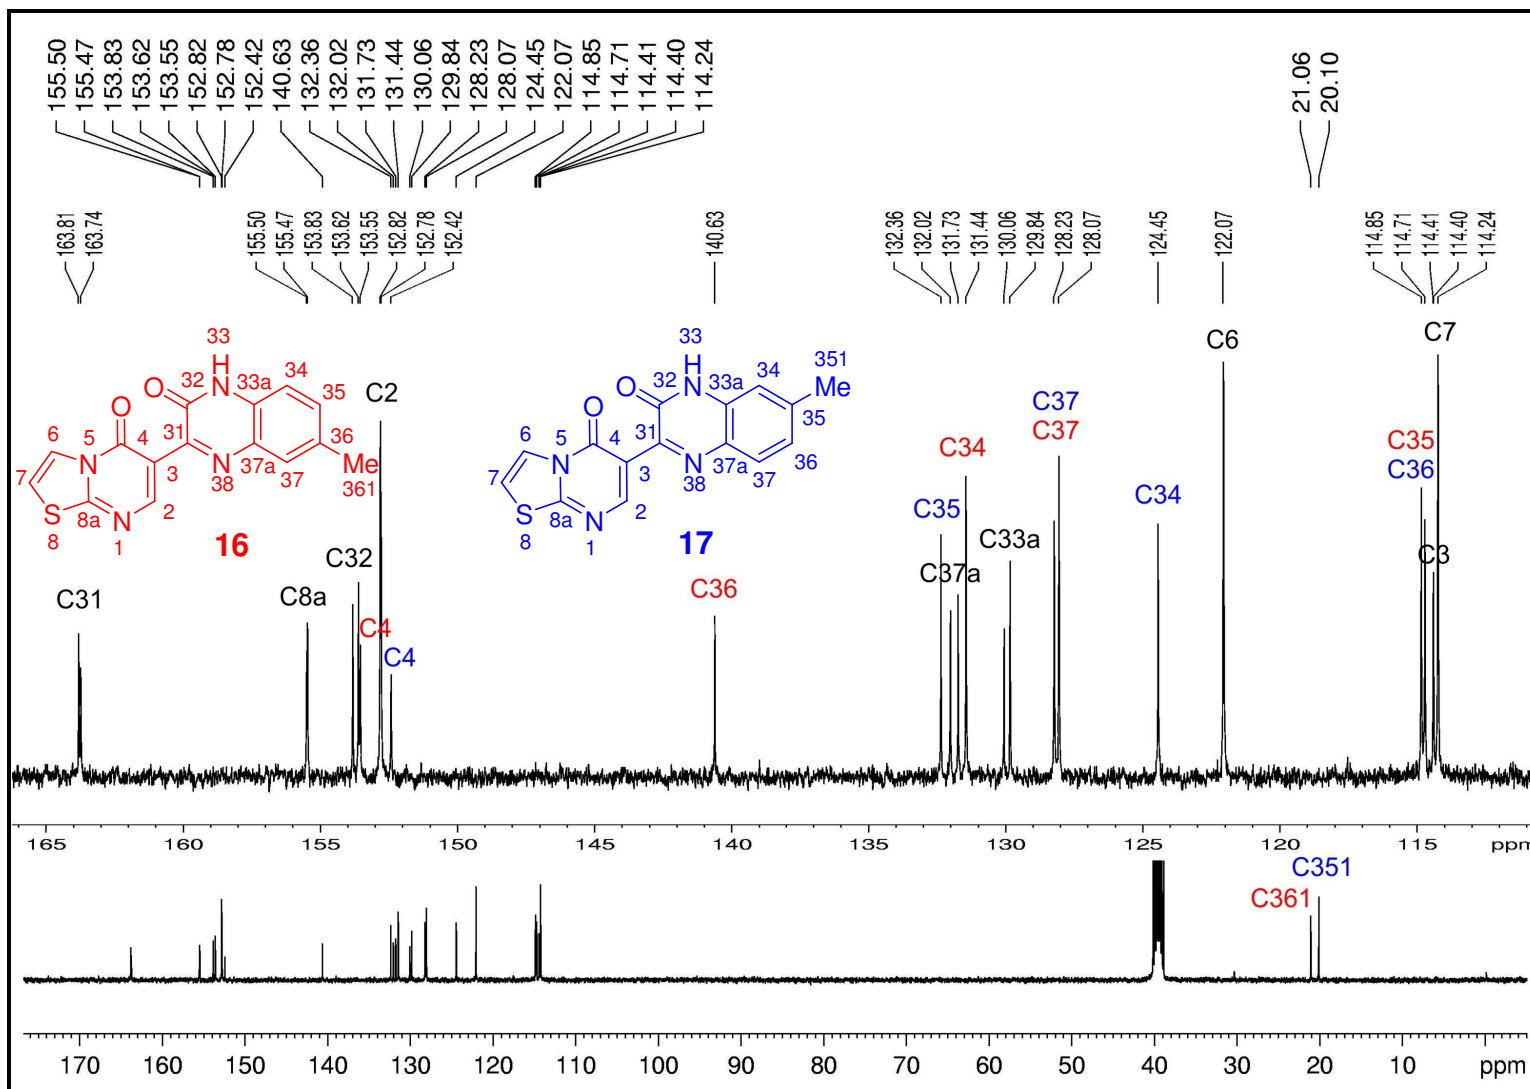 155.50 155.47 153.83 153.62 153.55 152.82 152.78 152.42 140.63 132.36 132.02 131.73 131.44 130.06 129.84 128.23 128.07 124.45 122.07 114.85 114.71 114.41 114.40 114.24 21.06 20.10
163.81 163.74 155.50 155.47 153.83 153.62 153.55 152.82 152.78 152.42 140.63 132.36 132.02 131.73 131.44 130.06 129.84 128.23 128.07 124.45 122.07 114.85 114.71 114.41 114.40 114.24
33 H N 32 33a 34 35 36 37 37a 38 N 31 O O 4 3 5 N 6 7 S 8 8a N 1 2 Me 361
16
33 H N 32 33a 34 35 36 37 37a 38 N 31 O O 4 3 5 N 6 7 S 8 8a N 1 2 Me 351
17
C31
C8a
C32
C4
C4
C2
C36
C35
C37a
C34
C33a
C37
C37
C34
C6
C35
C36
C3
C7
165 160 155 150 145 140 135 130 125 120 115 ppm
C351
C361
170 160 150 140 130 120 110 100 90 80 70 60 50 40 30 20 10 ppm